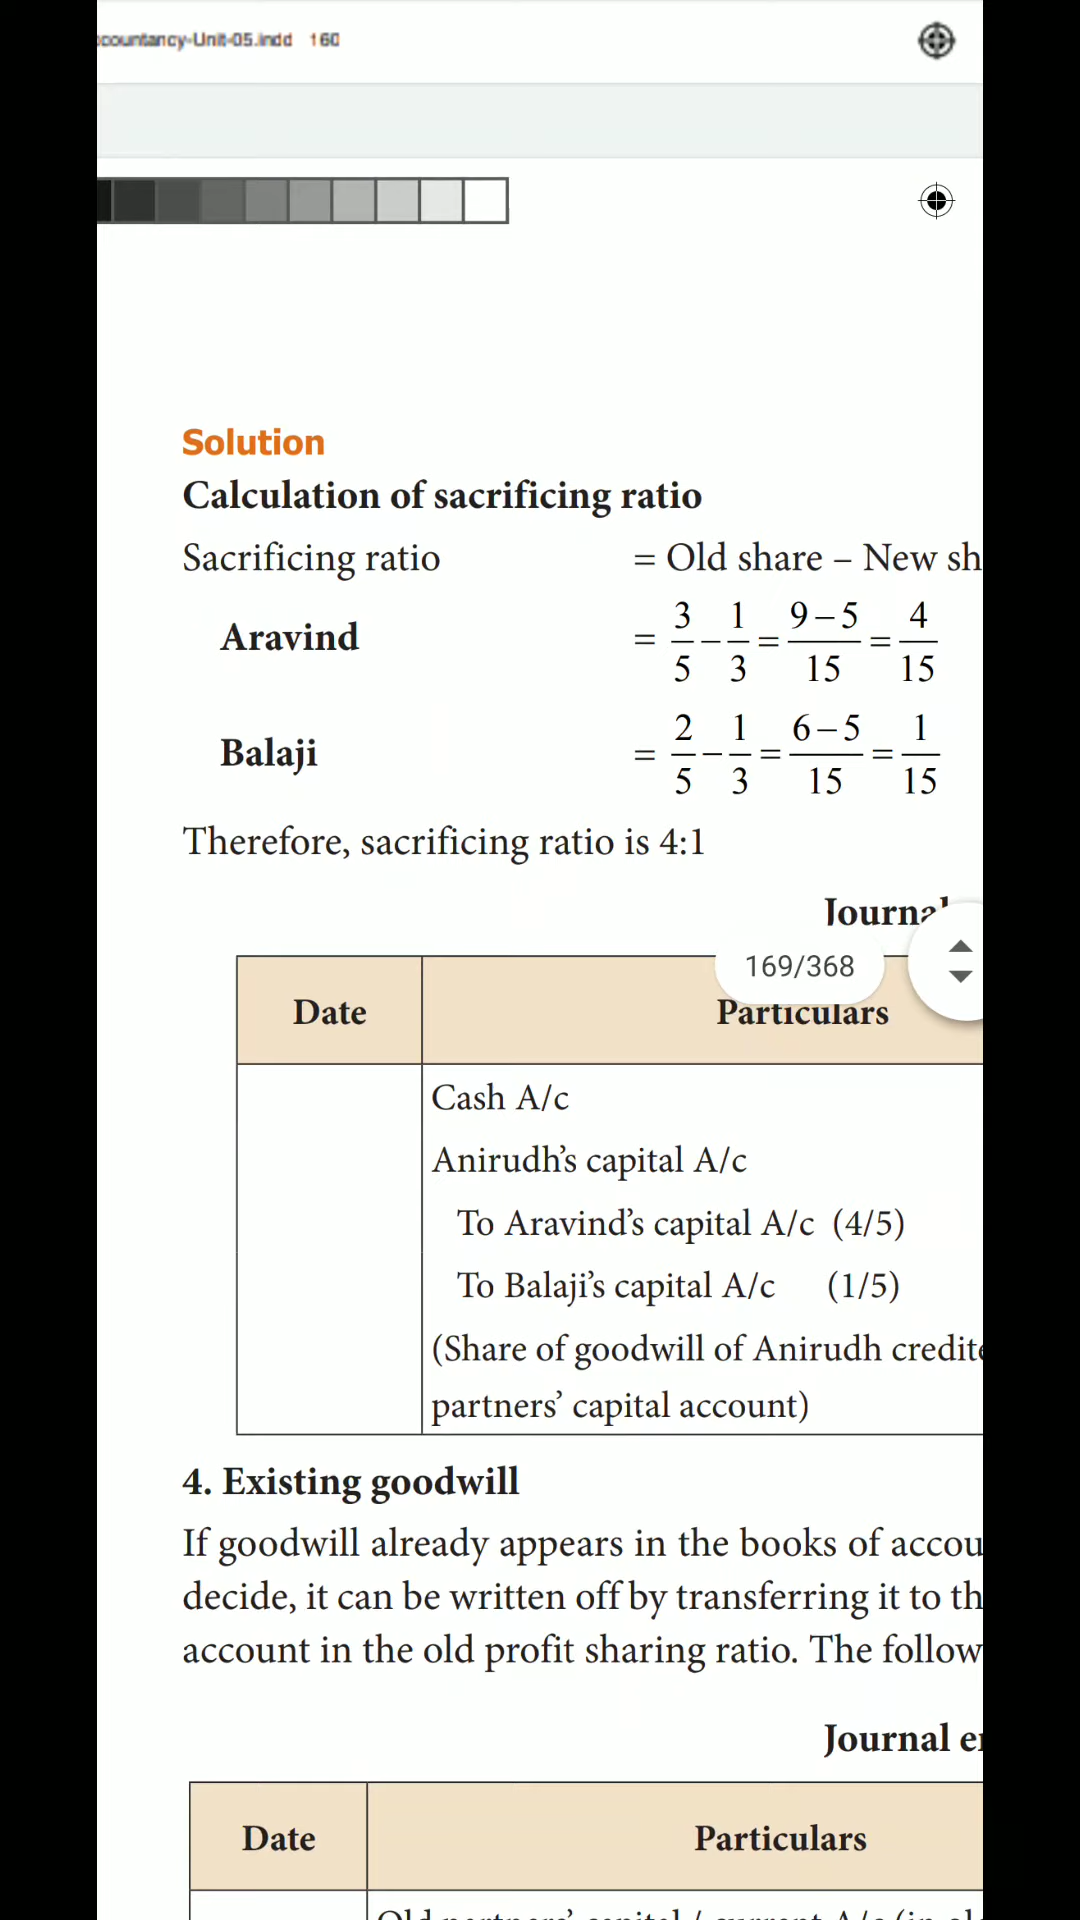 ccountancy-Unit-05.indd 160
Solution
Calculation of sacrificing ratio
Sacrificing ratio = Old share – New sh
Aravind = 3/5 – 1/3 = 9 – 5/15 = 4/15
Balaji = 2/5 – 1/3 = 6 – 5/15 = 1/15
Therefore, sacrificing ratio is 4:1
Journal
169/368
Date Particulars
Cash A/c
Anirudh’s capital A/c
To Aravind’s capital A/c (4/5)
To Balaji’s capital A/c (1/5)
(Share of goodwill of Anirudh credite
partners’ capital account)
4. Existing goodwill
If goodwill already appears in the books of accou
decide, it can be written off by transferring it to th
account in the old profit sharing ratio. The follow
Journal e
Date Particulars